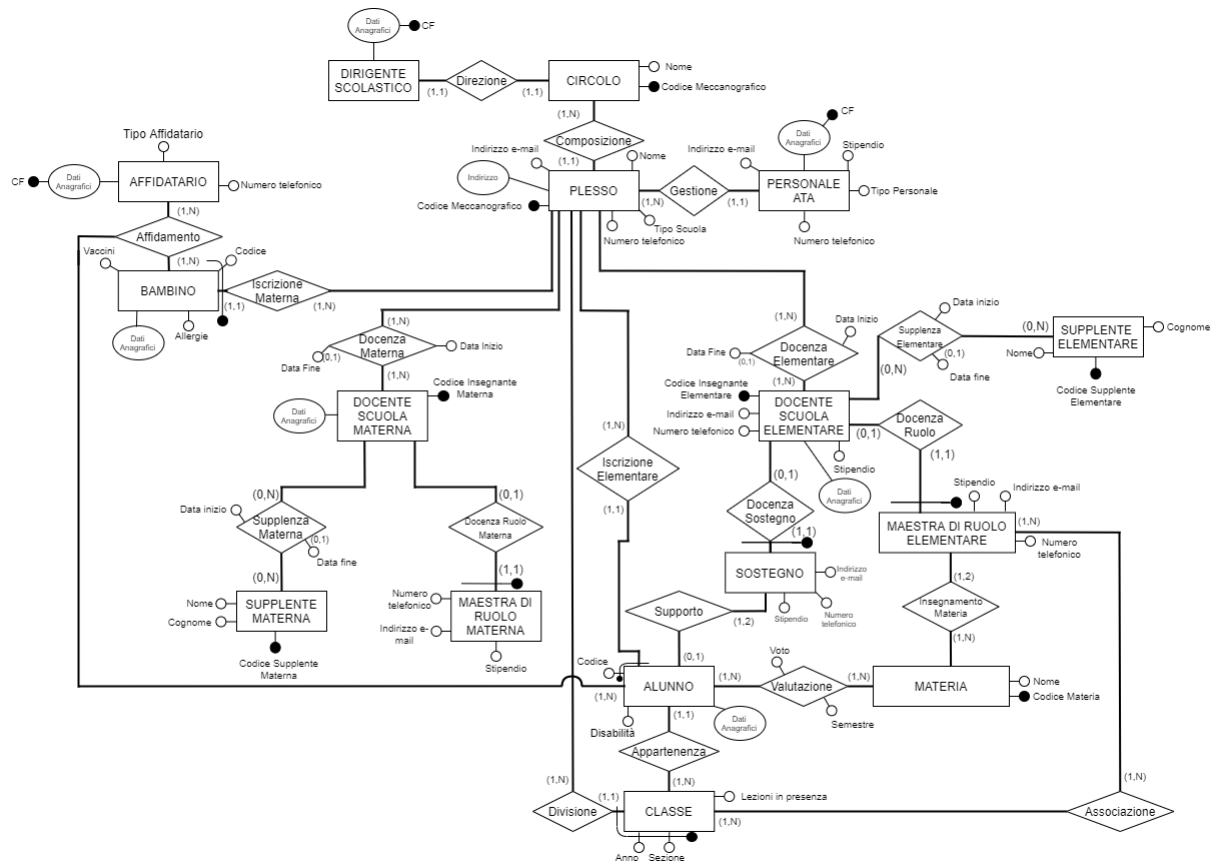 Dati
Anagrafici
CF
DIRIGENTE
SCOLASTICO
(1,1)
Direzione
(1,1)
CIRCOLO
Nome
Codice Meccanografico
(1,N)
Composizione
(1,1)
Indirizzo e-mail
Nome
Indirizzo
PLESSO
Codice Meccanografico
Numero telefonico
Tipo Scuola
(1,N)
Gestione
(1,1)
CF
Dati
Anagrafici
Stipendio
Indirizzo e-mail
PERSONALE
ATA
Tipo Personale
Numero telefonico
Tipo Affidatario
CF
Dati
Anagrafici
AFFIDATARIO
Numero telefonico
(1,N)
Affidamento
(1,N)
Vaccini
Codice
BAMBINO
(1,1)
Iscrizione
Materna
(1,N)
Dati
Anagrafici
Allergie
(1,N)
Docenza
Materna
Data Inizio
(0,1)
Data Fine
(1,N)
Codice Insegnante
Materna
Dati
Anagrafici
DOCENTE
SCUOLA
MATERNA
(0,N)
Data inizio
Supplenza
Materna
(0,1)
Data fine
(0,N)
Nome
Cognome
SUPPLENTE
MATERNA
Codice Supplente
Materna
(0,1)
Docenza Ruolo
Materna
(1,1)
Numero
telefonico
Indirizzo e-
mail
MAESTRA DI
RUOLO
MATERNA
Stipendio
(1,N)
Iscrizione
Elementare
(1,1)
(1,N)
Data Inizio
Docenza
Elementare
Data Fine
(0,1)
(1,N)
Codice Insegnante
Elementare
Indirizzo e-mail
Numero telefonico
DOCENTE
SCUOLA
ELEMENTARE
Stipendio
Dati
Anagrafici
(0,N)
Data inizio
Supplenza
Elementare
(0,1)
Data fine
(0,N)
SUPPLENTE
ELEMENTARE
Cognome
Nome
Codice Supplente
Elementare
(0,1)
Docenza
Ruolo
(1,1)
Stipendio
Indirizzo e-mail
MAESTRA DI RUOLO
ELEMENTARE
(1,N)
Numero
telefonico
(0,1)
Docenza
Sostegno
(1,1)
SOSTEGNO
Indirizzo
e-mail
Stipendio
Numero
telefonico
(1,2)
Supporto
(0,1)
(1,2)
Insegnamento
Materia
(1,N)
Codice
ALUNNO
(1,N)
Disabilità
Dati
Anagrafici
(1,N)
Voto
Valutazione
Semestre
(1,N)
MATERIA
Nome
Codice Materia
(1,1)
Appartenenza
(1,N)
(1,N)
Divisione
(1,1)
CLASSE
Lezioni in presenza
Anno
Sezione
(1,N)
(1,N)
Associazione